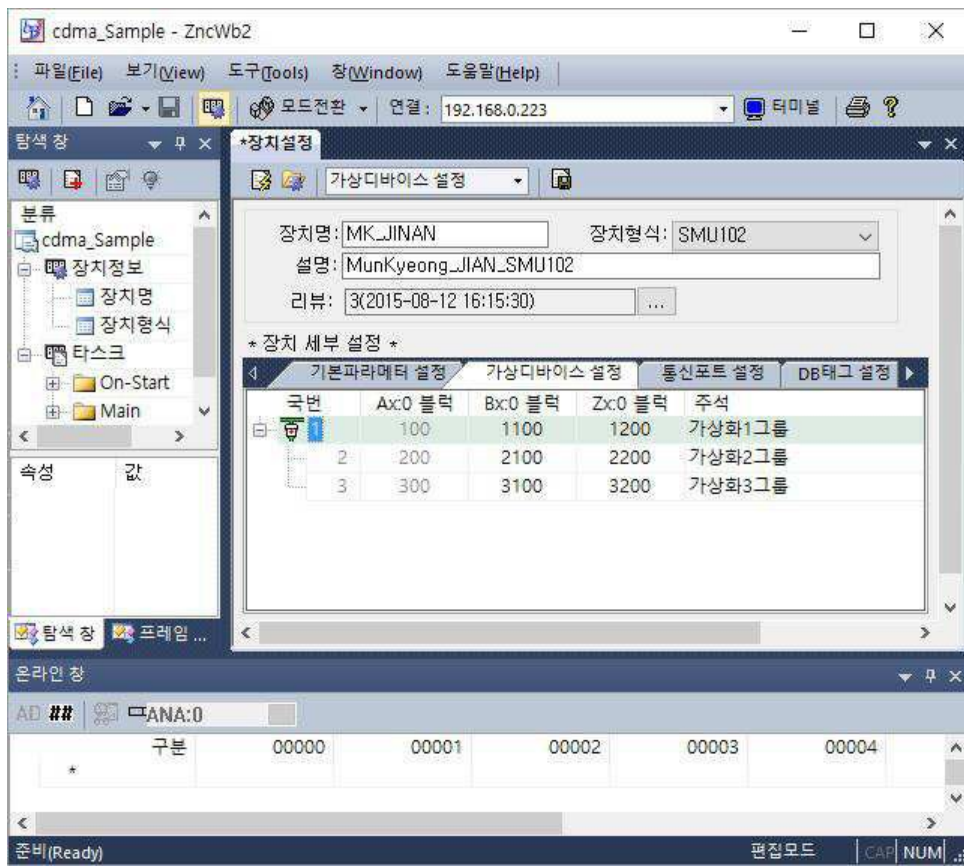 cdma_Sample - ZncWb2
파일(File) 보기(View) 도구(Tools) 창(Window) 도움말(Help)
모드전환 연결: 192.168.0.223 터미널
탐색 창
*장치설정
가상디바이스 설정
분류
cdma_Sample
장치정보
장치명
장치형식
타스크
On-Start
Main
속성 값
탐색 창 프레임 ...
장치명: MK_JINAN 장치형식: SMU102
설명: MunKyeong_JIAN_SMU102
리뷰: 3(2015-08-12 16:15:30) ...
* 장치 세부 설정 *
기본파라메터 설정 가상디바이스 설정 통신포트 설정 DB태그 설정
국번 Ax:0 블럭 Bx:0 블럭 Zx:0 블럭 주석
1 100 1100 1200 가상화1그룹
2 200 2100 2200 가상화2그룹
3 300 3100 3200 가상화3그룹
온라인 창
AD ## ANA:0
구분 00000 00001 00002 00003 00004
*
준비(Ready) 편집모드 CAP NUM